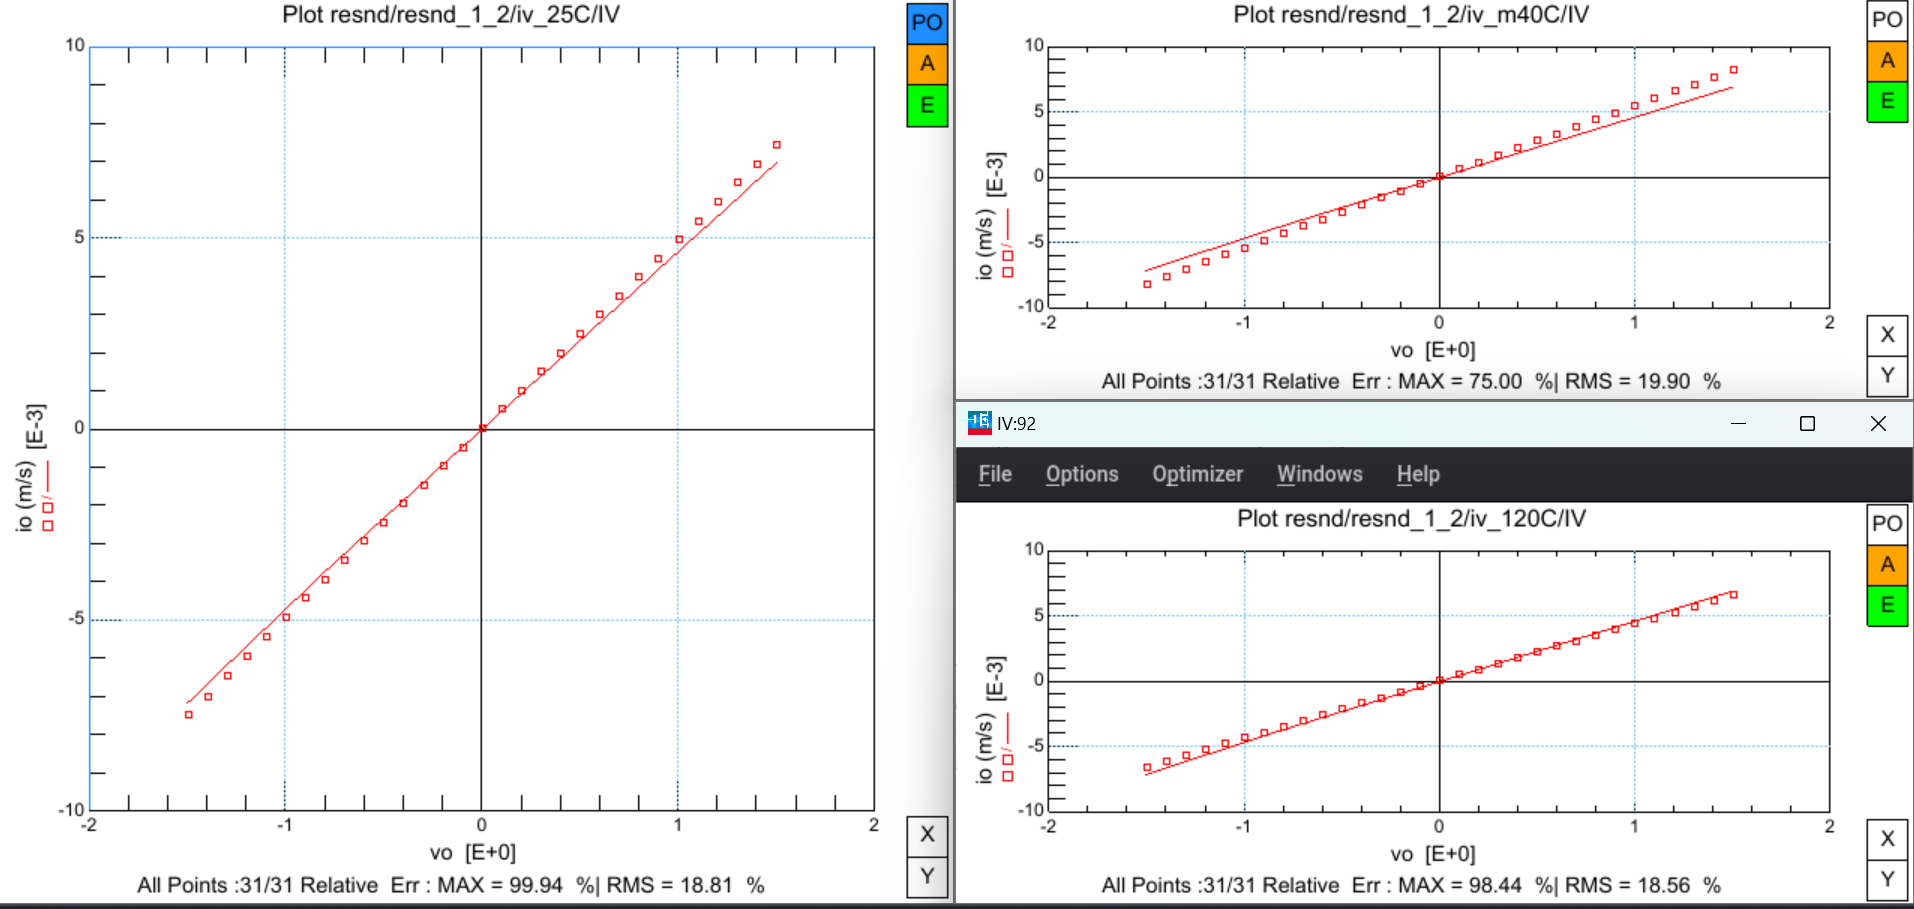 Plot resnd/resnd_1_2/iv_25C/IV
PO
A
E
10
5
0
-5
-10
io (m/s) [E-3]
-2 -1 0 1 2
vo [E+0]
X
Y
All Points :31/31 Relative Err : MAX = 99.94 %| RMS = 18.81 %
Plot resnd/resnd_1_2/iv_m40C/IV
PO
A
E
10
5
0
-5
-10
io (m/s) [E-3]
-2 -1 0 1 2
vo [E+0]
X
Y
All Points :31/31 Relative Err : MAX = 75.00 %| RMS = 19.90 %
IV:92
File Options Optimizer Windows Help
Plot resnd/resnd_1_2/iv_120C/IV
PO
A
E
10
5
0
-5
-10
io (m/s) [E-3]
-2 -1 0 1 2
vo [E+0]
X
Y
All Points :31/31 Relative Err : MAX = 98.44 %| RMS = 18.56 %